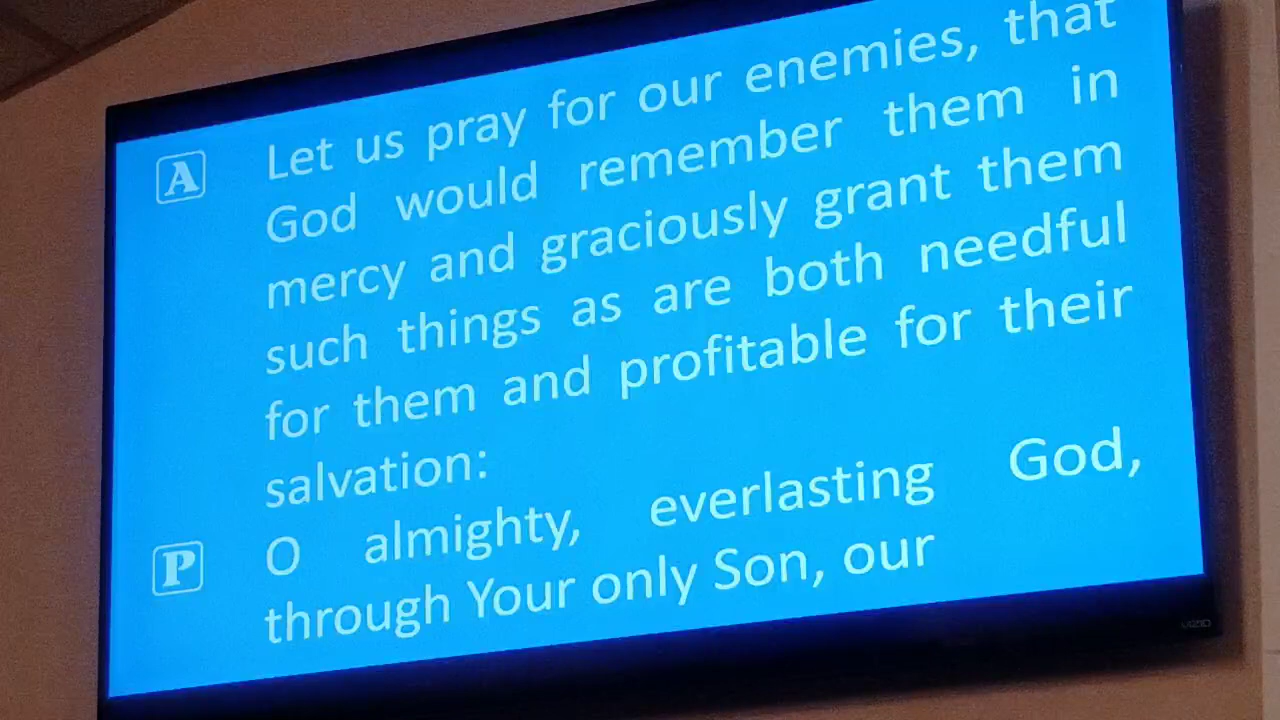 A Let us pray for our enemies, that
God would remember them in
mercy and graciously grant them
such things as are both needful
for them and profitable for their
salvation:
P O almighty, everlasting God,
through Your only Son, our
VIZIO